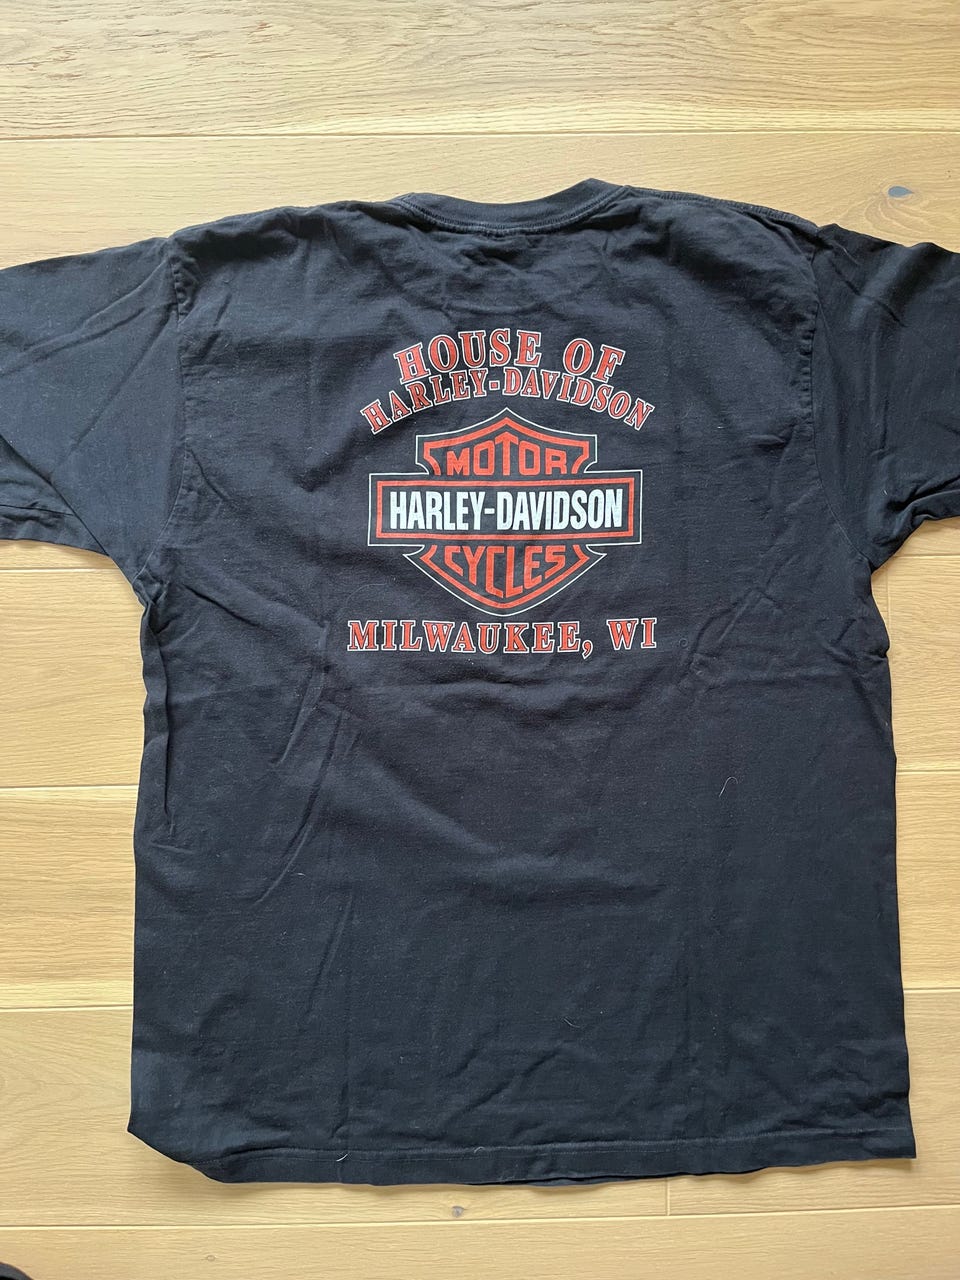 HOUSE OF
HARLEY-DAVIDSON
MOTOR
HARLEY-DAVIDSON
CYCLES
MILWAUKEE, WI